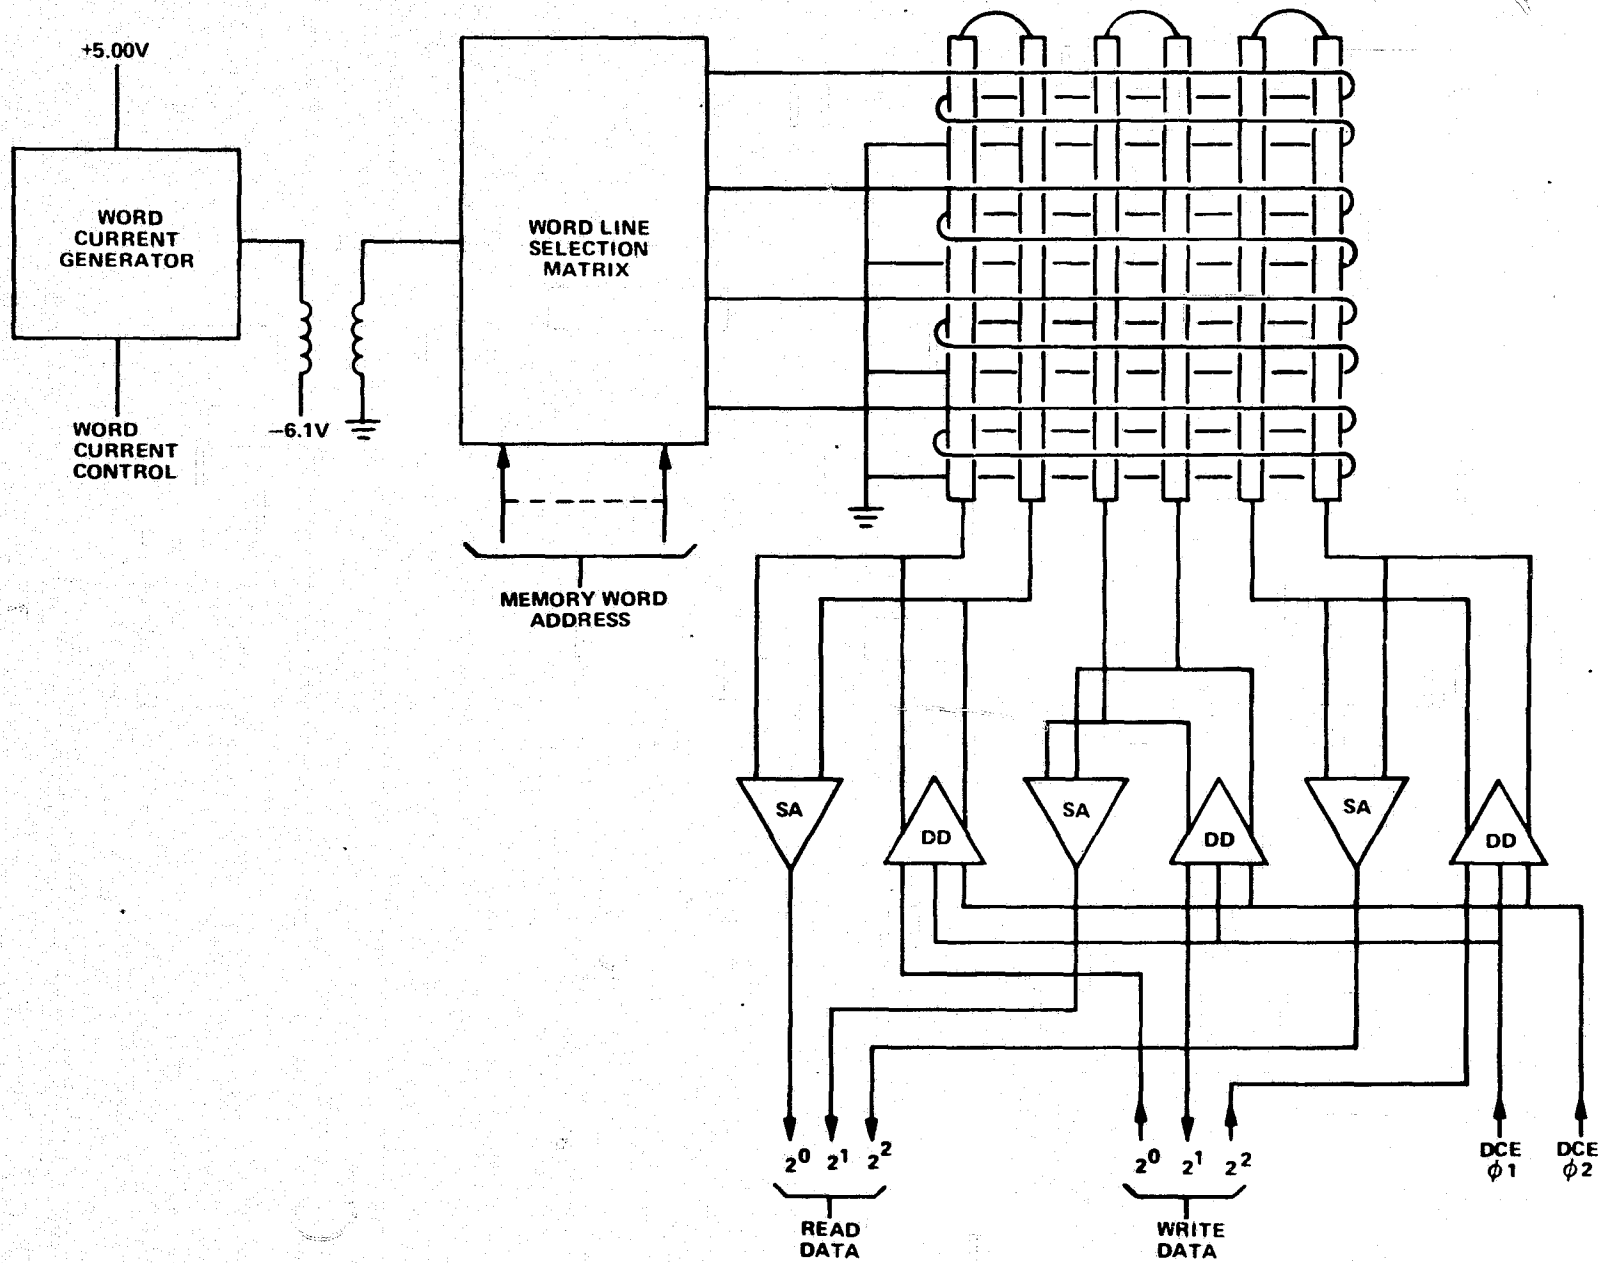 +5.00V
WORD
CURRENT
GENERATOR
WORD
CURRENT
CONTROL
−6.1V
WORD LINE
SELECTION
MATRIX
MEMORY WORD
ADDRESS
SA
DD
SA
DD
SA
DD
2⁰ 2¹ 2²
READ
DATA
2⁰ 2¹ 2²
WRITE
DATA
DCE
ϕ1
DCE
ϕ2